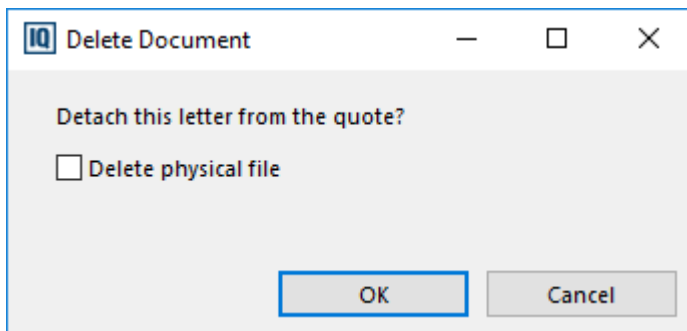 IQ Delete Document
Detach this letter from the quote?
Delete physical file
OK Cancel